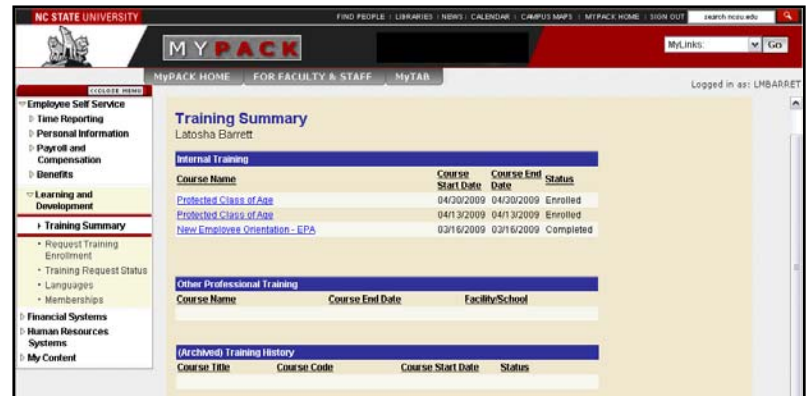 NC STATE UNIVERSITY
FIND PEOPLE | LIBRARIES | NEWS | CALENDAR | CAMPUS MAPS | MYPACK HOME | SIGN OUT
search ncsu.edu
MY PACK
MyLinks: Go
MyPACK HOME FOR FACULTY & STAFF MyTAB
Logged in as: LMBARRET
CLOSE MENU
Employee Self Service
Time Reporting
Personal Information
Payroll and
Compensation
Benefits
Learning and
Development
Training Summary
Request Training
Enrollment
Training Request Status
Languages
Memberships
Financial Systems
Human Resources
Systems
My Content
Training Summary
Latosha Barrett
Internal Training
Course Name Course Start Date Course End Date Status
Protected Class of Age 04/30/2009 04/30/2009 Enrolled
Protected Class of Age 04/13/2009 04/13/2009 Enrolled
New Employee Orientation - EPA 03/16/2009 03/16/2009 Completed
Other Professional Training
Course Name Course End Date Facility/School
(Archived) Training History
Course Title Course Code Course Start Date Status